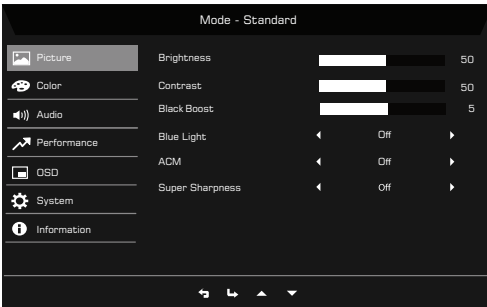 Mode - Standard
Picture
Color
Audio
Performance
OSD
System
Information
Brightness 50
Contrast 50
Black Boost 5
Blue Light Off
ACM Off
Super Sharpness Off